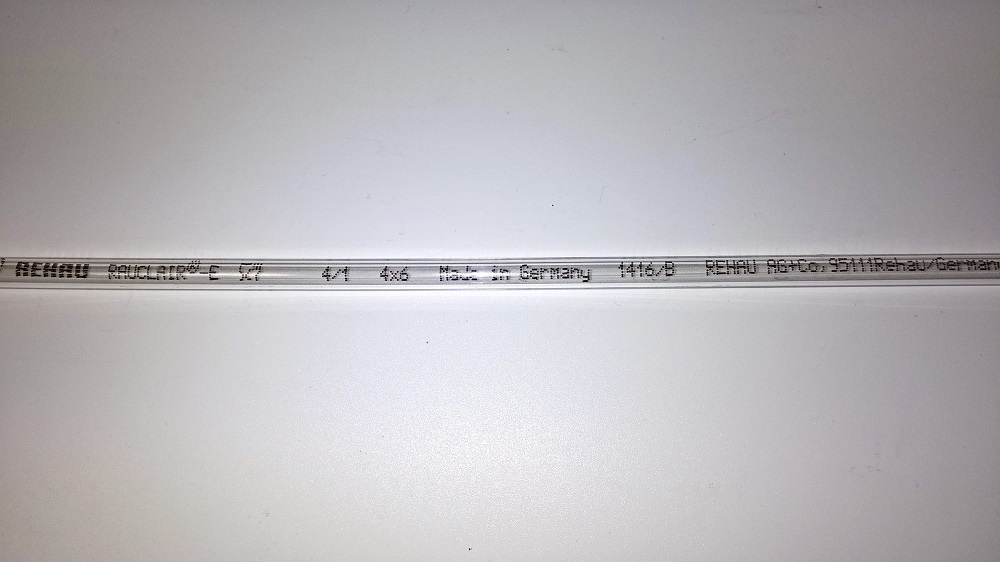 REHAU RAUCLAIR®-E 4/1 4x6 Made in Germany 1416/B REHAU AG+Co,95111Rehau/Germany